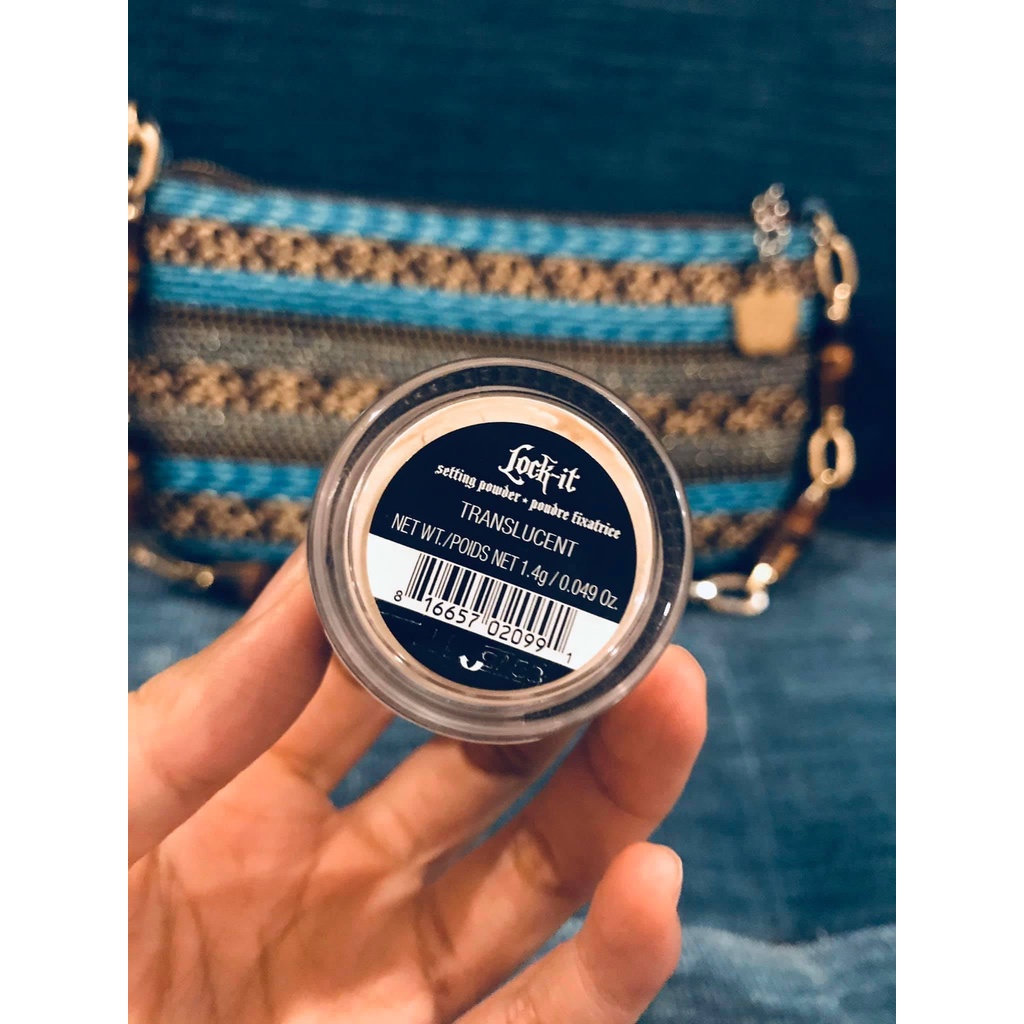 Lock-it
setting powder • poudre fixatrice
TRANSLUCENT
NET WT./POIDS NET 1.4g / 0.049 Oz.
8 16657 02099 1